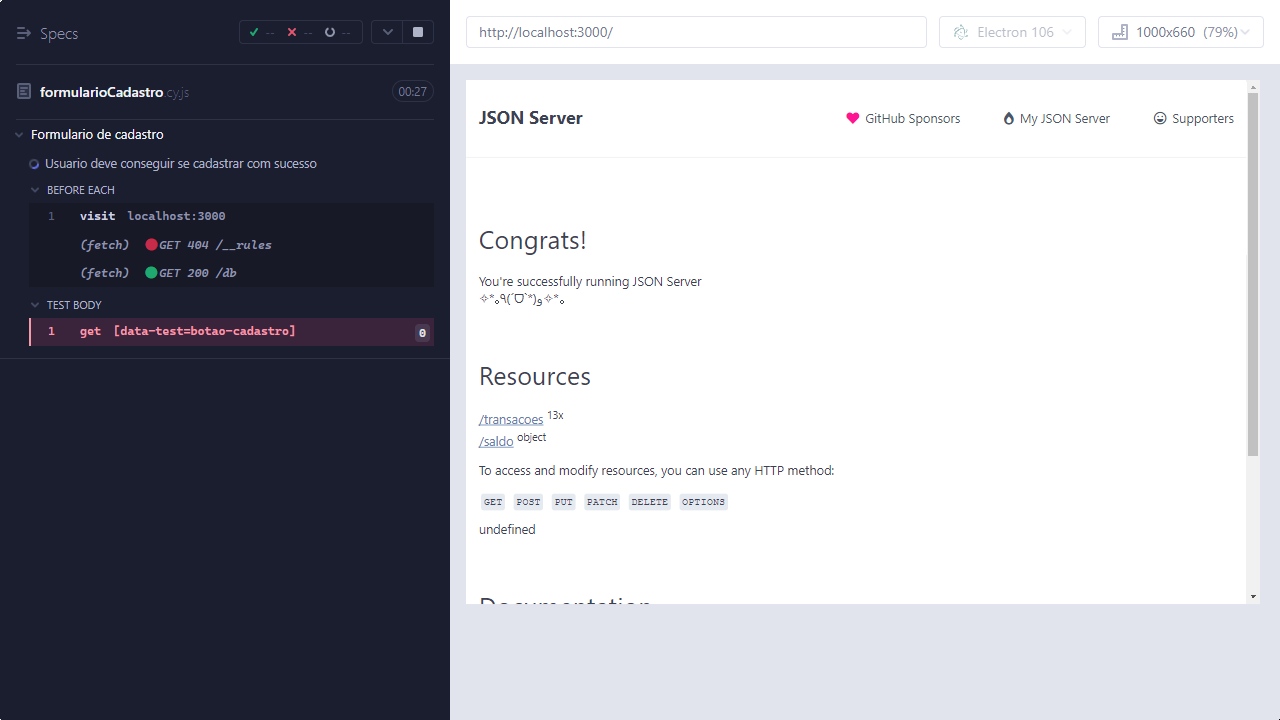 Specs
-- -- --
formularioCadastro.cy.js 00:27
Formulario de cadastro
Usuario deve conseguir se cadastrar com sucesso
BEFORE EACH
1 visit localhost:3000
(fetch) GET 404 /__rules
(fetch) GET 200 /db
TEST BODY
1 get [data-test=botao-cadastro] 0
http://localhost:3000/
Electron 106
1000x660 (79%)
JSON Server
GitHub Sponsors
My JSON Server
Supporters
Congrats!
You're successfully running JSON Server
✧*｡٩(ˊᗜˋ*)و✧*｡
Resources
/transacoes 13x
/saldo object
To access and modify resources, you can use any HTTP method:
GET POST PUT PATCH DELETE OPTIONS
undefined
Documentation